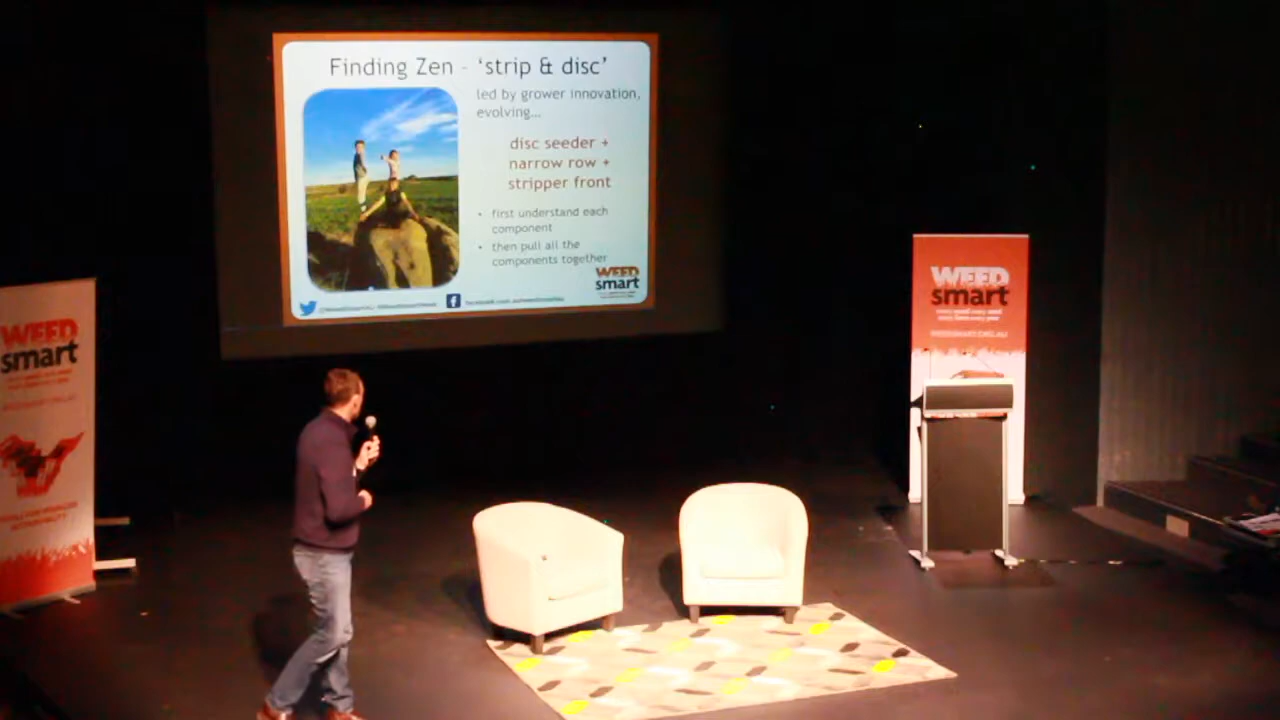 Finding Zen - ‘strip & disc’
led by grower innovation,
evolving...
disc seeder +
narrow row +
stripper front
• first understand each
component
• then pull all the
components together
WEED
smart
WEED
smart
WEED
smart